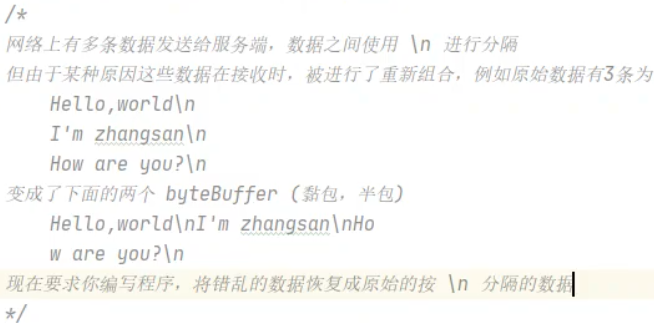 /*
网络上有多条数据发送给服务端，数据之间使用 \n 进行分隔
但由于某种原因这些数据在接收时，被进行了重新组合，例如原始数据有3条为
Hello,world\n
I'm zhangsan\n
How are you?\n
变成了下面的两个 byteBuffer (黏包，半包)
Hello,world\nI'm zhangsan\nHo
w are you?\n
现在要求你编写程序，将错乱的数据恢复成原始的按 \n 分隔的数据
*/